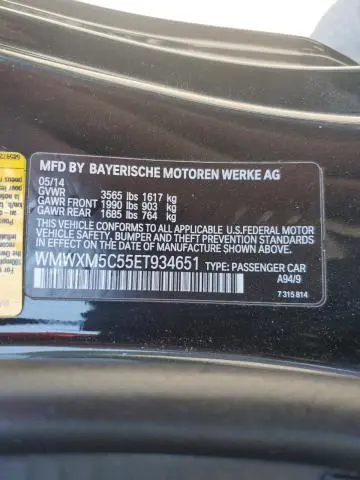 MFD BY BAYERISCHE MOTOREN WERKE AG
05/14
GVWR 3565 lbs 1617 kg
GAWR FRONT 1990 lbs 903 kg
GAWR REAR 1685 lbs 764 kg
THIS VEHICLE CONFORMS TO ALL APPLICABLE U.S.FEDERAL MOTOR
VEHICLE SAFETY, BUMPER, AND THEFT PREVENTION
STANDARDS IN EFFECT ON THE DATE OF MANUFACTURE SHOWN ABOVE.
WMWXM5C55ET934651 TYPE: PASSENGER CAR
A94/9
7 315 814